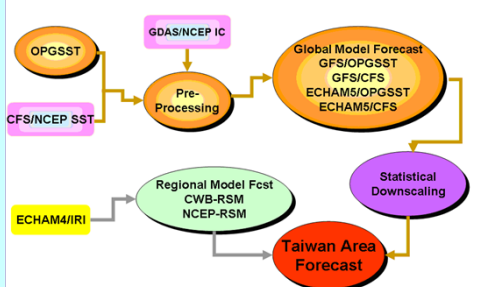 GDAS/NCEP IC
OPGSST
Global Model Forecast
GFS/OPGSST
GFS/CFS
ECHAM5/OPGSST
ECHAM5/CFS
Pre-
Processing
CFS/NCEP SST
Statistical
Downscaling
Regional Model Fcst
CWB-RSM
NCEP-RSM
ECHAM4/IRI
Taiwan Area
Forecast